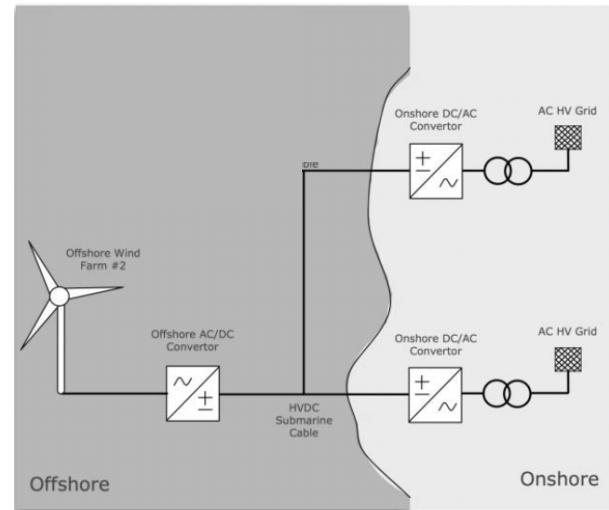 Onshore DC/AC
Convertor
AC HV Grid
Offshore Wind
Farm #2
Offshore AC/DC
Convertor
Onshore DC/AC
Convertor
AC HV Grid
HVDC
Submarine
Cable
Offshore
Onshore